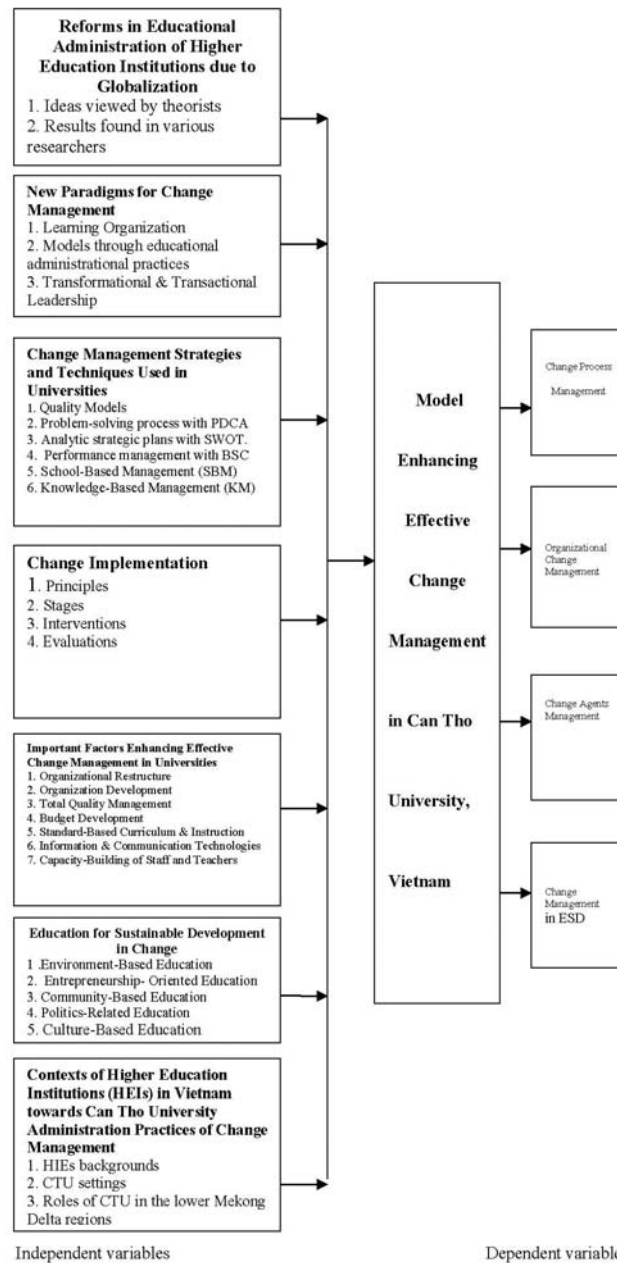 Reforms in Educational
Administration of Higher
Education Institutions due to
Globalization
1. Ideas viewed by theorists
2. Results found in various
researchers
New Paradigms for Change
Management
1. Learning Organization
2. Models through educational
administrational practices
3. Transformational & Transactional
Leadership
Change Management Strategies
and Techniques Used in
Universities
1. Quality Models
2. Problem-solving process with PDCA
3. Analytic strategic plans with SWOT.
4. Performance management with BSC
5. School-Based Management (SBM)
6. Knowledge-Based Management (KM)
Change Implementation
1. Principles
2. Stages
3. Interventions
4. Evaluations
Important Factors Enhancing Effective
Change Management in Universities
1. Organizational Restructure
2. Organization Development
3. Total Quality Management
4. Budget Development
5. Standard-Based Curriculum & Instruction
6. Information & Communication Technologies
7. Capacity-Building of Staff and Teachers
Education for Sustainable Development
in Change
1 .Environment-Based Education
2. Entrepreneurship- Oriented Education
3. Community-Based Education
4. Politics-Related Education
5. Culture-Based Education
Contexts of Higher Education
Institutions (HEIs) in Vietnam
towards Can Tho University
Administration Practices of Change
Management
1. HIEs backgrounds
2. CTU settings
3. Roles of CTU in the lower Mekong
Delta regions
Independent variables
Model
Enhancing
Effective
Change
Management
in Can Tho
University,
Vietnam
Change Process
Management
Organizational
Change
Management
Change Agents
Management
Change
Management
in ESD
Dependent variable